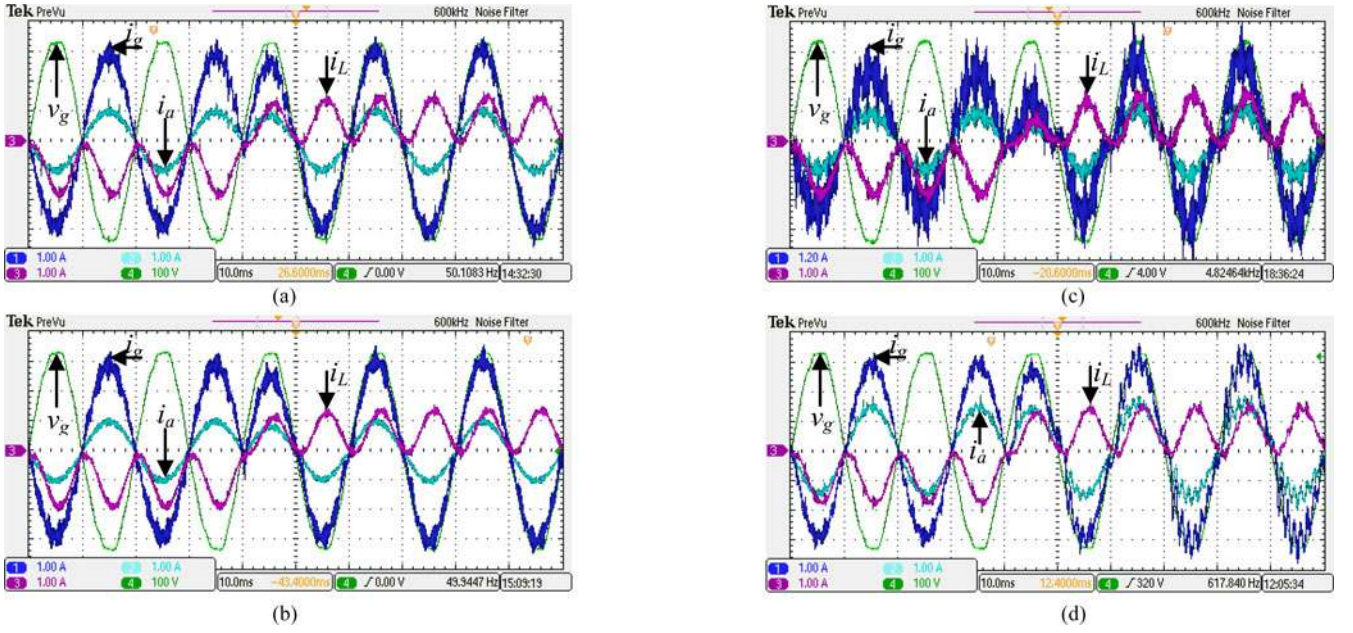 Tek PreVu 600kHz Noise Filter
i_g
i_L
v_g
i_a
3
1 1.00 A 2 1.00 A
3 1.00 A 4 100 V
10.0ms 26.6000ms 4 ∫ 0.00 V 50.1083 Hz 14:32:30
(a)
Tek PreVu 600kHz Noise Filter
i_g
i_L
v_g
i_a
3
1 1.20 A 2 1.00 A
3 1.00 A 4 100 V
10.0ms −20.6000ms 4 ∫ 4.00 V 4.82464kHz 18:36:24
(c)
Tek PreVu 600kHz Noise Filter
i_g
i_L
v_g
i_a
3
1 1.00 A 2 1.00 A
3 1.00 A 4 100 V
10.0ms −43.4000ms 4 ∫ 0.00 V 43.9447 Hz 15:09:19
(b)
Tek PreVu 600kHz Noise Filter
i_g
i_L
v_g
i_a
3
1 1.00 A 2 1.00 A
3 1.00 A 4 100 V
10.0ms 12.4000ms 4 ∫ 320 V 617.840 Hz 12:05:34
(d)